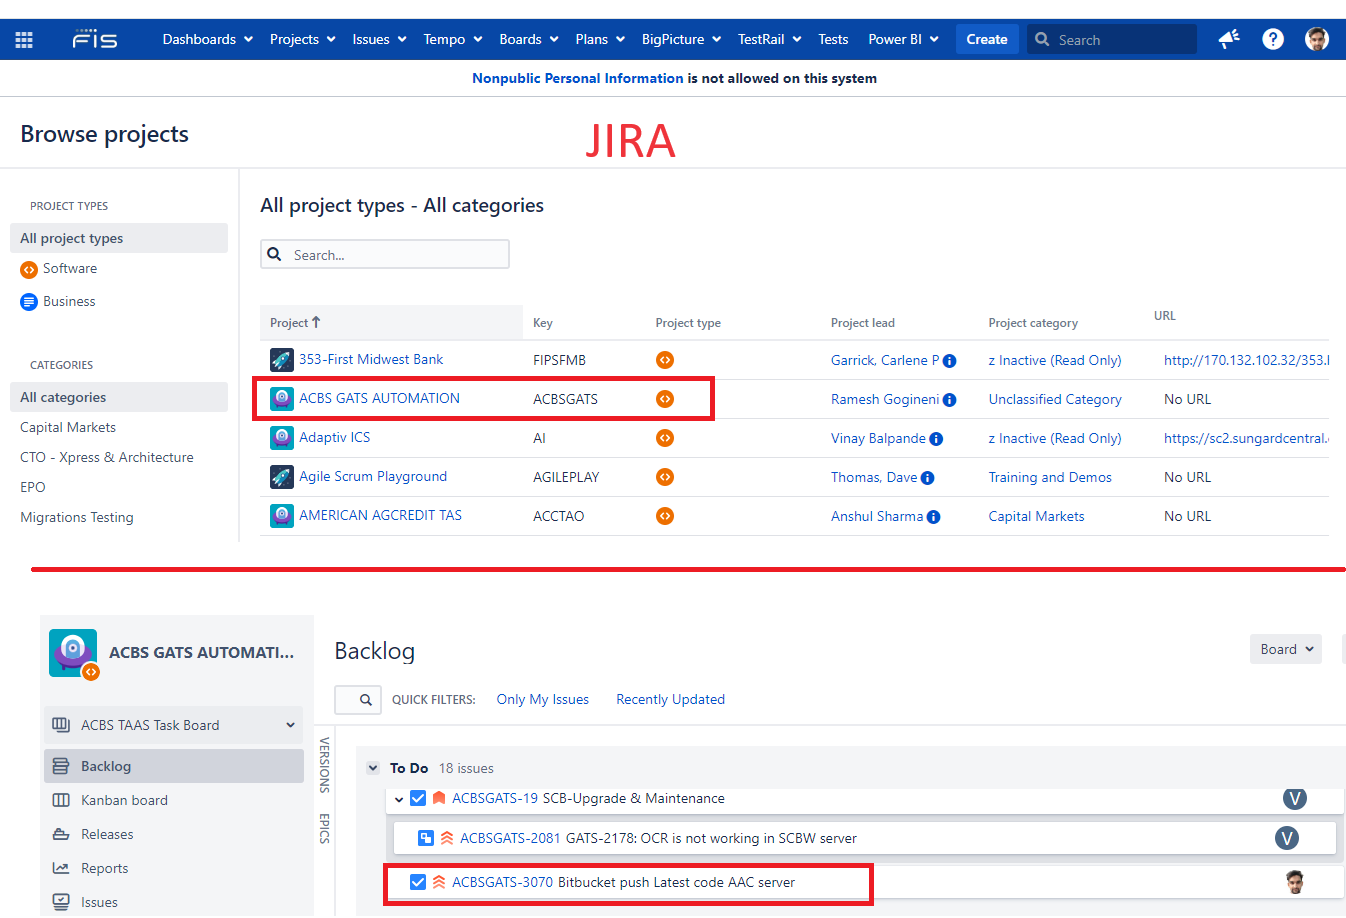 FIS Dashboards Projects Issues Tempo Boards Plans BigPicture TestRail Tests Power BI Create Search ?
Nonpublic Personal Information is not allowed on this system
Browse projects
JIRA
PROJECT TYPES
All project types
Software
Business
CATEGORIES
All categories
Capital Markets
CTO - Xpress & Architecture
EPO
Migrations Testing
All project types - All categories
Search...
Project Key Project type Project lead Project category URL
353-First Midwest Bank FIPSFMB Garrick, Carlene P z Inactive (Read Only) http://170.132.102.32/353.
ACBS GATS AUTOMATION ACBSGATS Ramesh Gogineni Unclassified Category No URL
Adaptiv ICS AI Vinay Balpande z Inactive (Read Only) https://sc2.sungardcentral.
Agile Scrum Playground AGILEPLAY Thomas, Dave Training and Demos No URL
AMERICAN AGCREDIT TAS ACCTAO Anshul Sharma Capital Markets No URL
ACBS GATS AUTOMATI...
ACBS TAAS Task Board
Backlog
Kanban board
Releases
Reports
Issues
Backlog
Board
QUICK FILTERS: Only My Issues Recently Updated
VERSIONS
EPICS
To Do 18 issues
ACBSGATS-19 SCB-Upgrade & Maintenance V
ACBSGATS-2081 GATS-2178: OCR is not working in SCBW server V
ACBSGATS-3070 Bitbucket push Latest code AAC server